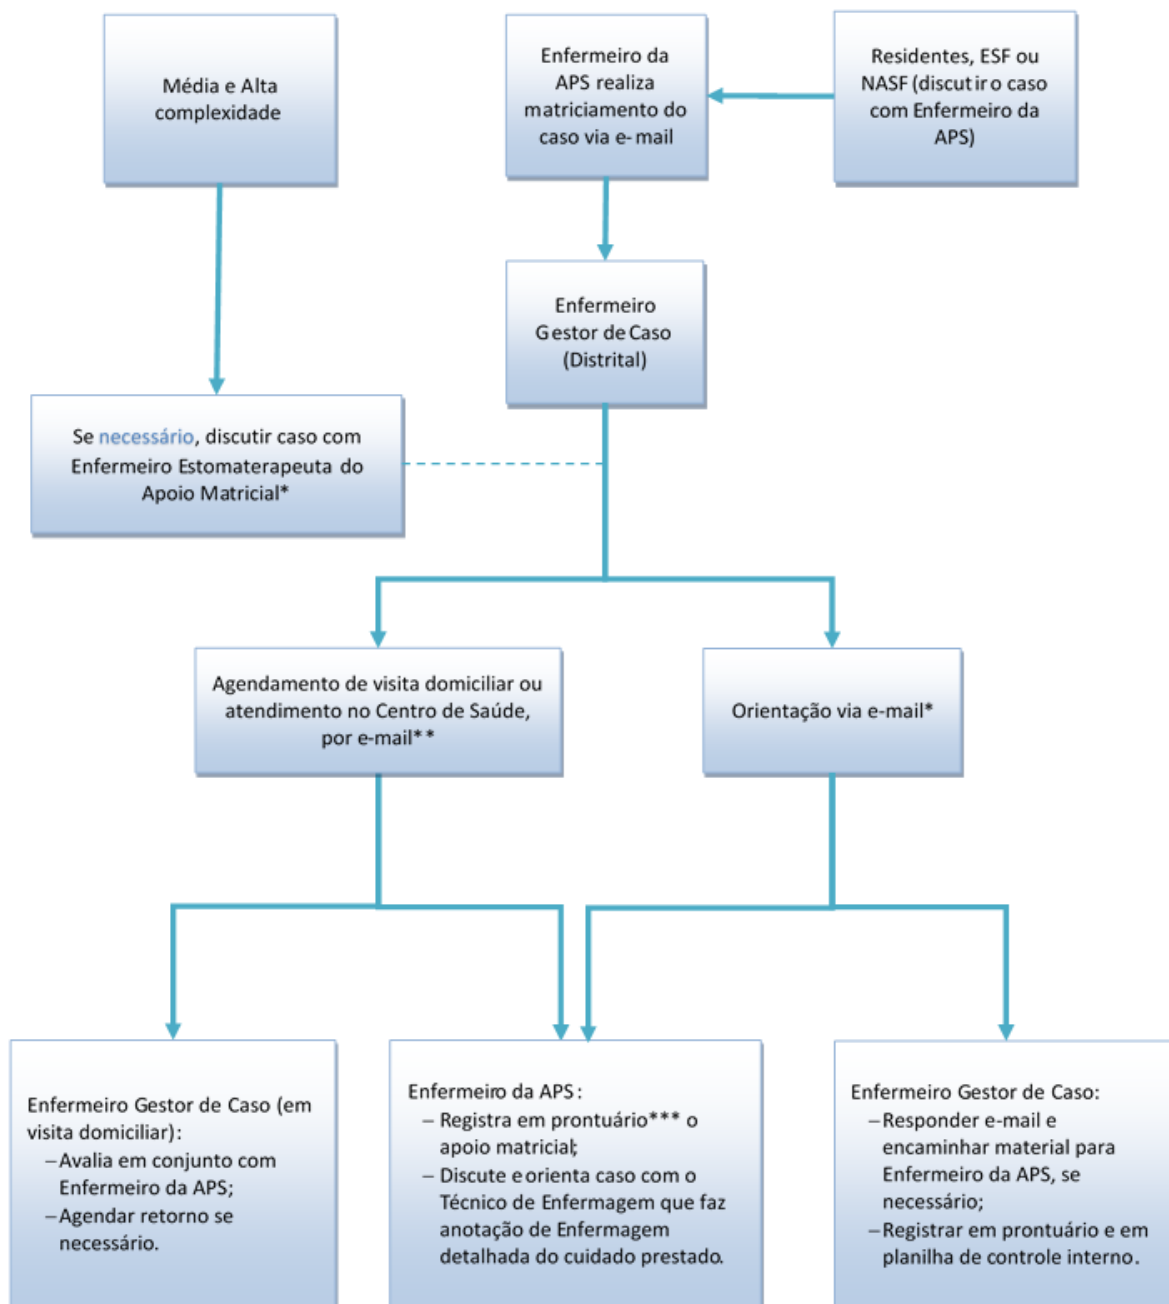 Média e Alta
complexidade
Enfermeiro da
APS realiza
matriciamento do
caso via e-mail
Residentes, ESF ou
NASF (discutir o caso
com Enfermeiro da
APS)
Enfermeiro
Gestor de Caso
(Distrital)
Se necessário, discutir caso com
Enfermeiro Estomaterapeuta do
Apoio Matricial*
Agendamento de visita domiciliar ou
atendimento no Centro de Saúde,
por e-mail**
Orientação via e-mail*
Enfermeiro Gestor de Caso (em
visita domiciliar):
–Avalia em conjunto com
Enfermeiro da APS;
–Agendar retorno se
necessário.
Enfermeiro da APS:
– Registra em prontuário*** o
apoio matricial;
– Discute e orienta caso com o
Técnico de Enfermagem que faz
anotação de Enfermagem
detalhada do cuidado prestado.
Enfermeiro Gestor de Caso:
–Responder e-mail e
encaminhar material para
Enfermeiro da APS, se
necessário;
–Registrar em prontuário e em
planilha de controle interno.